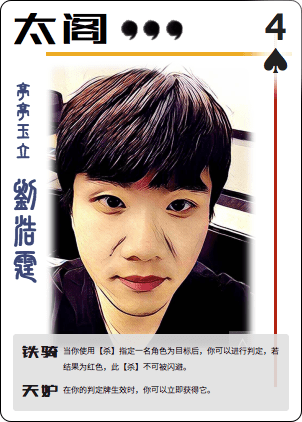 太阁
4
亭亭玉立
劉浩霆
铁骑 当你使用【杀】指定一名角色为目标后，你可以进行判定，若
结果为红色，此【杀】不可被闪避。
天妒 在你的判定牌生效时，你可以立即获得它。